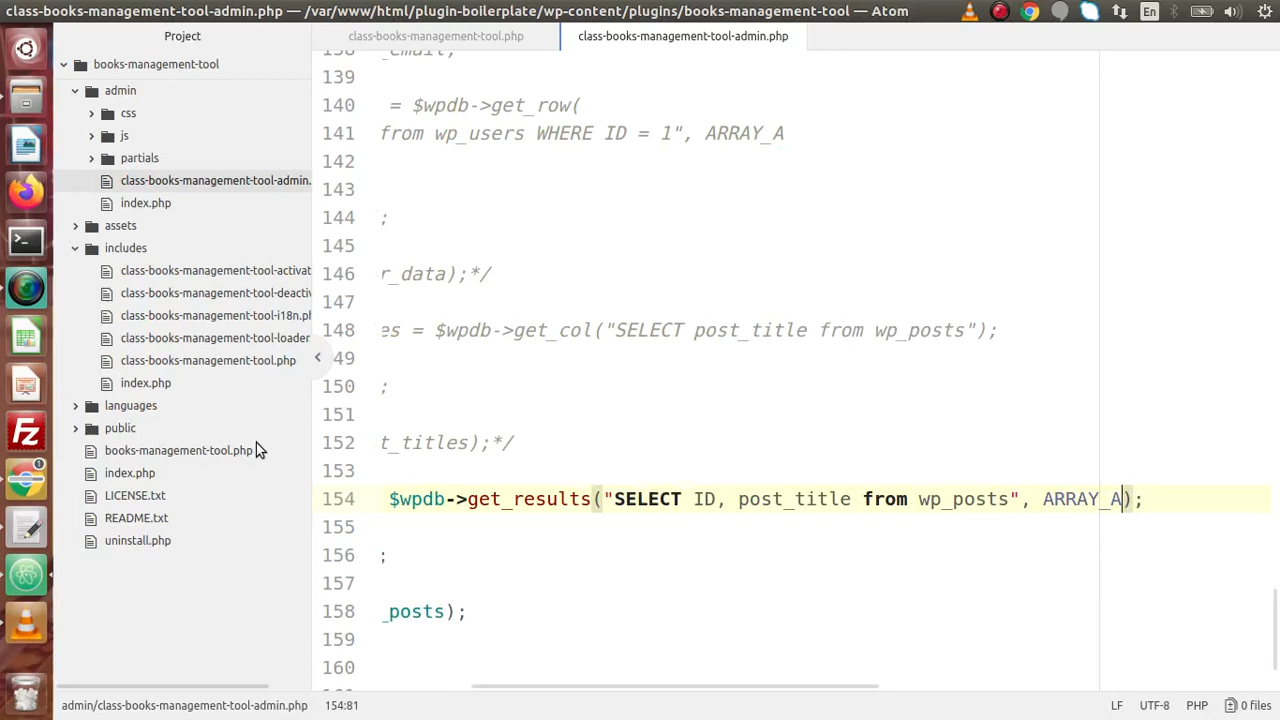 class-books-management-tool-admin.php — /var/www/html/plugin-boilerplate/wp-content/plugins/books-management-tool — Atom
En
Project
class-books-management-tool.php
class-books-management-tool-admin.php
books-management-tool
admin
css
js
partials
class-books-management-tool-admin.
index.php
assets
includes
class-books-management-tool-activat
class-books-management-tool-deactiv
class-books-management-tool-i18n.ph
class-books-management-tool-loader
class-books-management-tool.php
index.php
languages
public
books-management-tool.php
index.php
LICENSE.txt
README.txt
uninstall.php
138 _email;
139
140 = $wpdb->get_row(
141 from wp_users WHERE ID = 1", ARRAY_A
142
143
144 ;
145
146 r_data);*/
147
148 es = $wpdb->get_col("SELECT post_title from wp_posts");
149
150 ;
151
152 t_titles);*/
153
154 $wpdb->get_results("SELECT ID, post_title from wp_posts", ARRAY_A);
155
156 ;
157
158 _posts);
159
160
admin/class-books-management-tool-admin.php 154:81
LF UTF-8 PHP 0 files